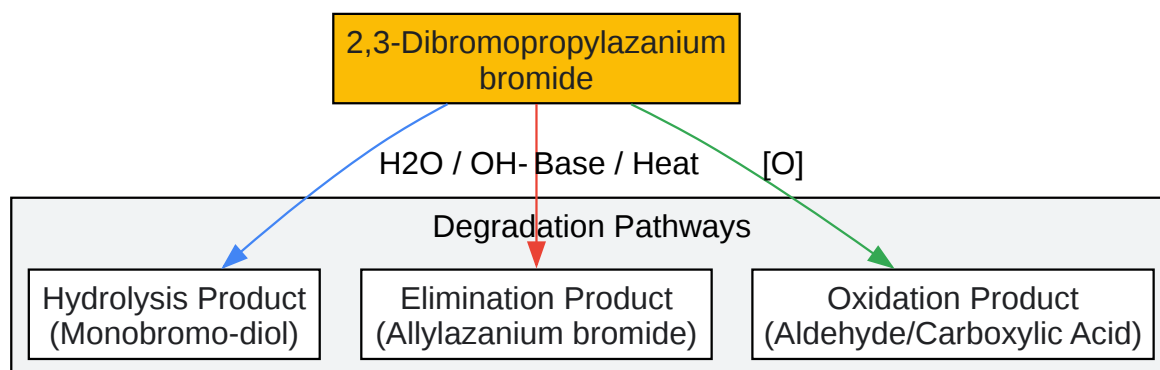 2,3-Dibromopropylazanium
bromide
H2O / OH-
Base / Heat
[O]
Degradation Pathways
Hydrolysis Product
(Monobromo-diol)
Elimination Product
(Allylazanium bromide)
Oxidation Product
(Aldehyde/Carboxylic Acid)